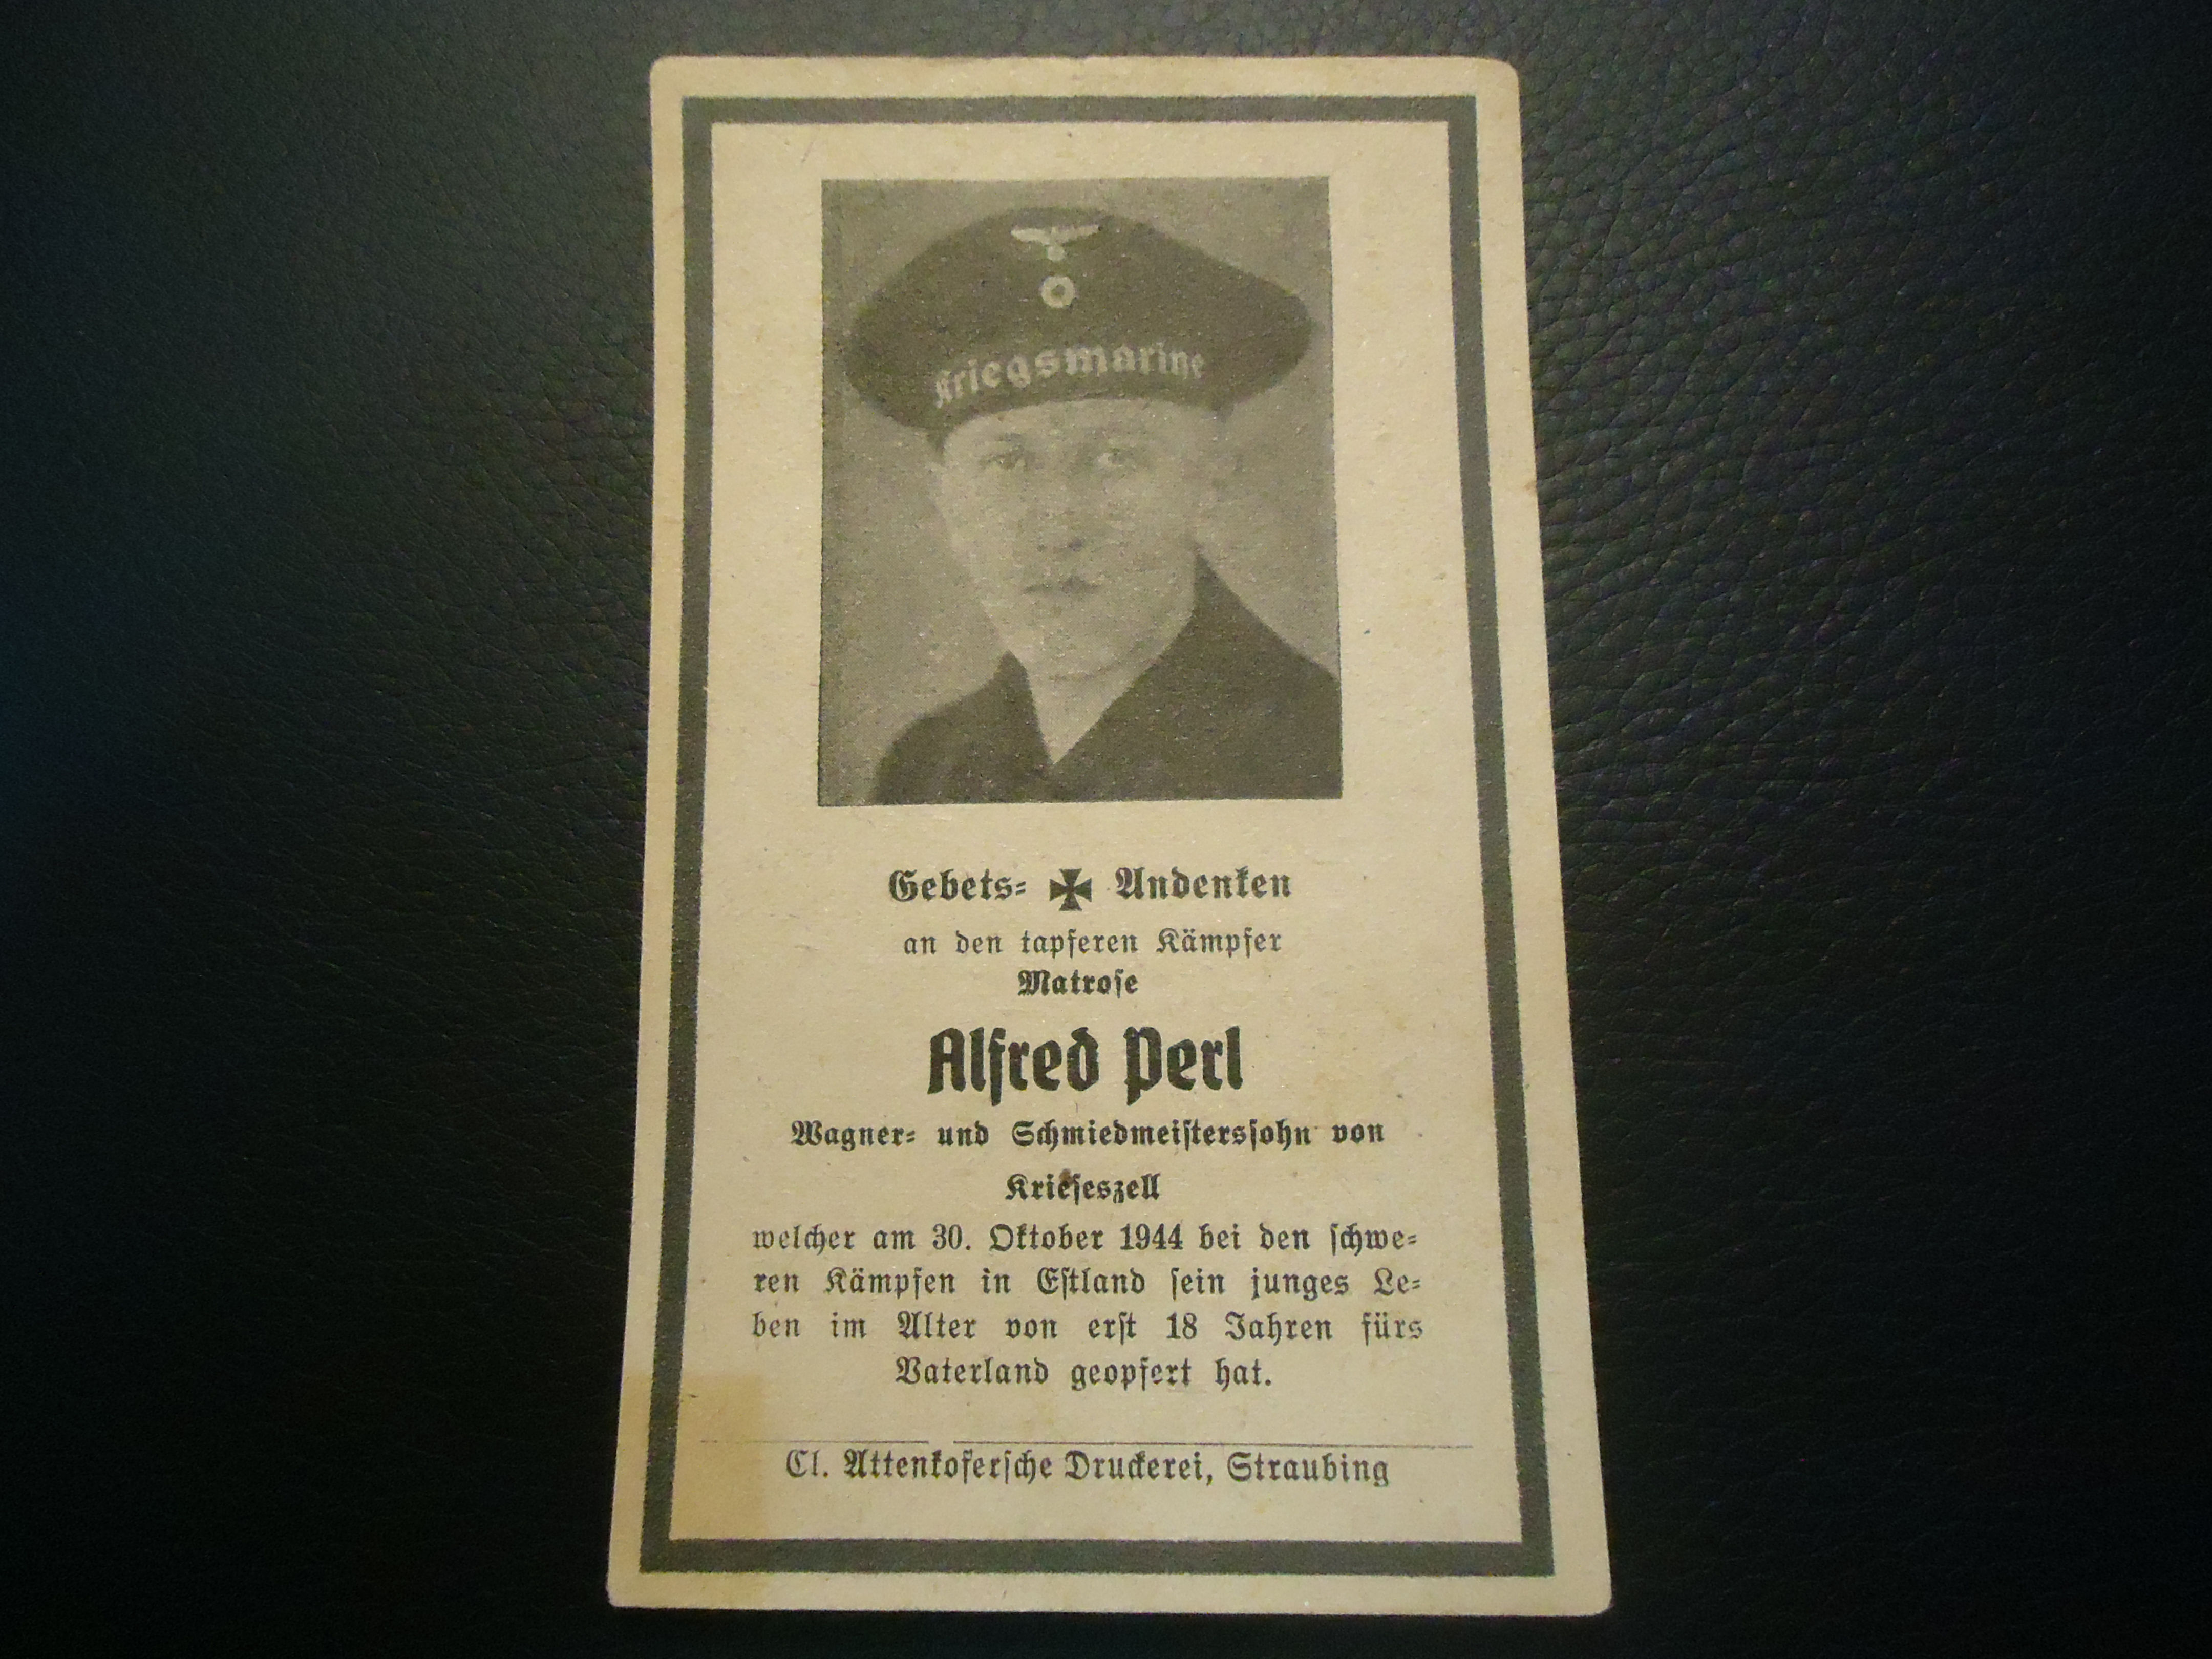 Kriegsmarine
Gebets= Andenken
an den tapferen Kämpfer
Matrose
Alfred Perl
Wagner= und Schmiedmeisterssohn von
Krieseszell
welcher am 30. Oktober 1944 bei den schwe=
ren Kämpfen in Estland sein junges Le=
ben im Alter von erst 18 Jahren fürs
Vaterland geopfert hat.
Cl. Attenkofersche Druckerei, Straubing